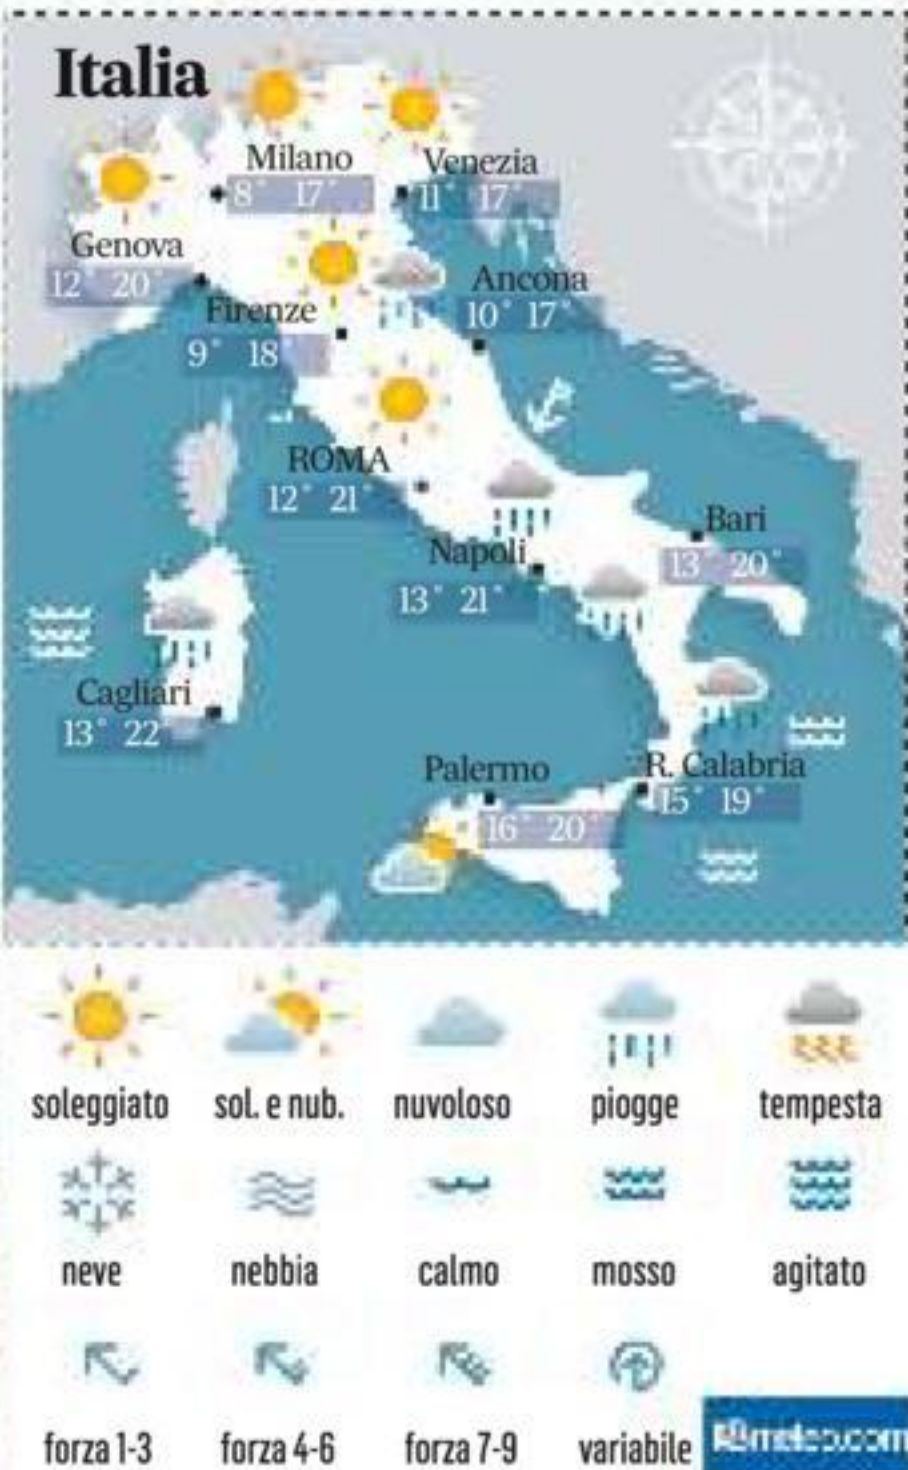 Italia
Milano
8° 17°
Venezia
11° 17°
Genova
12° 20°
Firenze
9° 18°
Ancona
10° 17°
ROMA
12° 21°
Napoli
13° 21°
Bari
13° 20°
Cagliari
13° 22°
Palermo
16° 20°
R. Calabria
15° 19°
soleggiato
sol. e nub.
nuvoloso
piogge
tempesta
neve
nebbia
calmo
mosso
agitato
forza 1-3
forza 4-6
forza 7-9
variabile